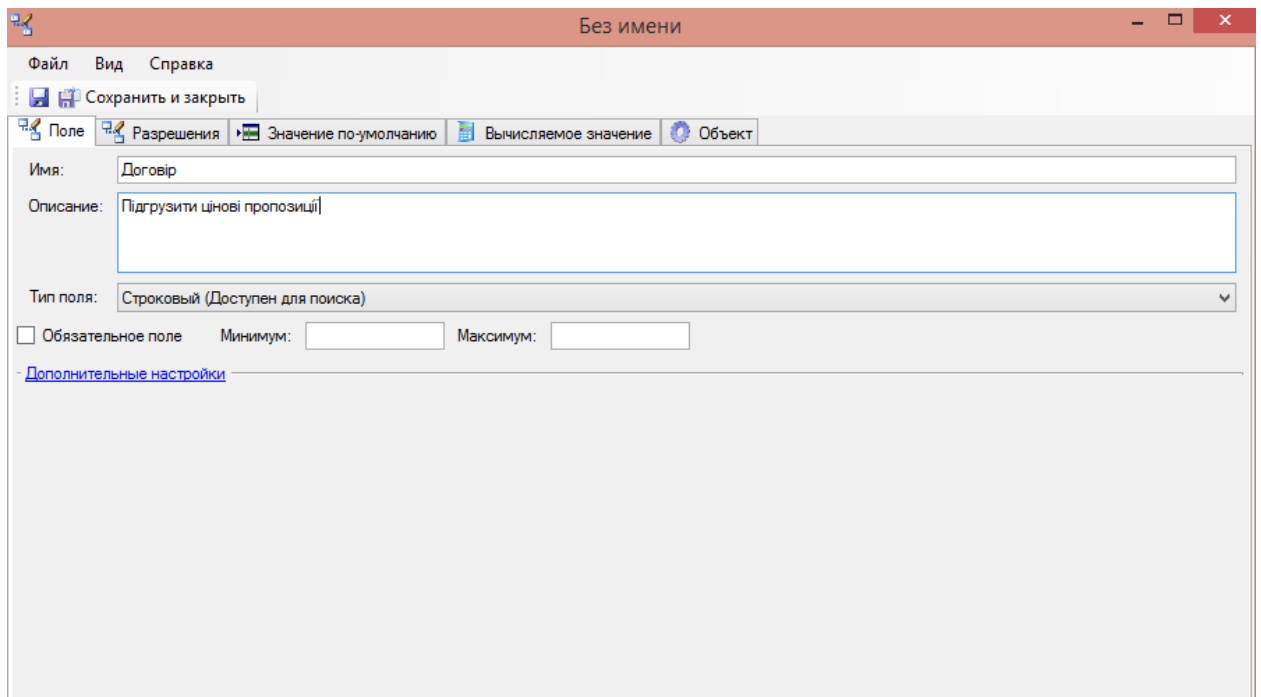 Без имени
Файл Вид Справка
Сохранить и закрыть
Поле Разрешения Значение по-умолчанию Вычисляемое значение Объект
Имя: Договір
Описание: Підгрузити цінові пропозиції
Тип поля: Строковый (Доступен для поиска)
Обязательное поле Минимум: Максимум:
Дополнительные настройки